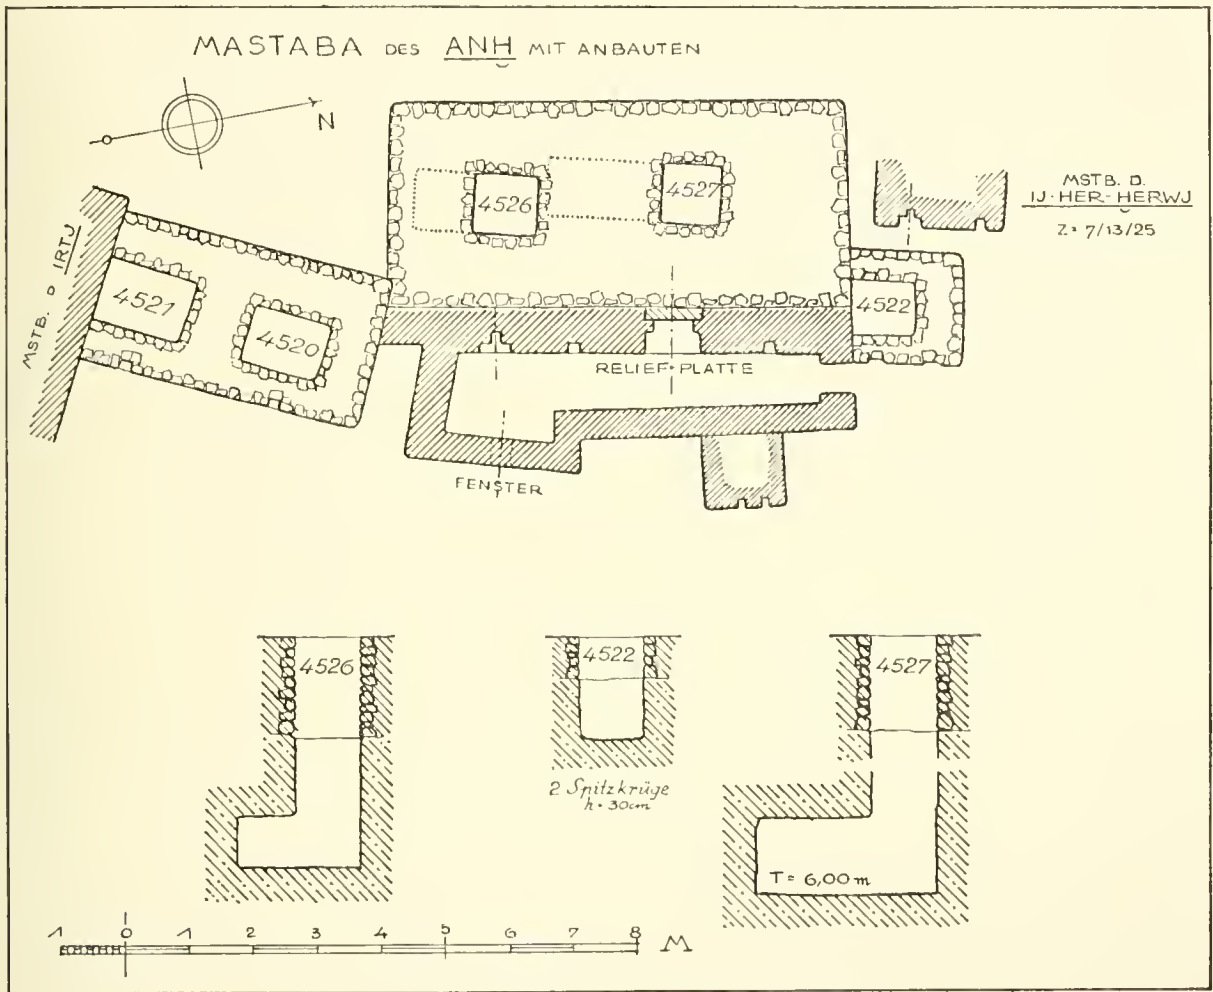 MASTABA DES ANḪ MIT ANBAUTEN
N
4526
4527
MSTB. D.
IJ-HER-ḤERWJ
Z= 7/13/25
MSTB. D IRTJ
4521
4520
4522
RELIEF-PLATTE
FENSTER
4526
4522
4527
2 Spitzkrüge
h = 30cm
T = 6,00 m
1 0 1 2 3 4 5 6 7 8 M